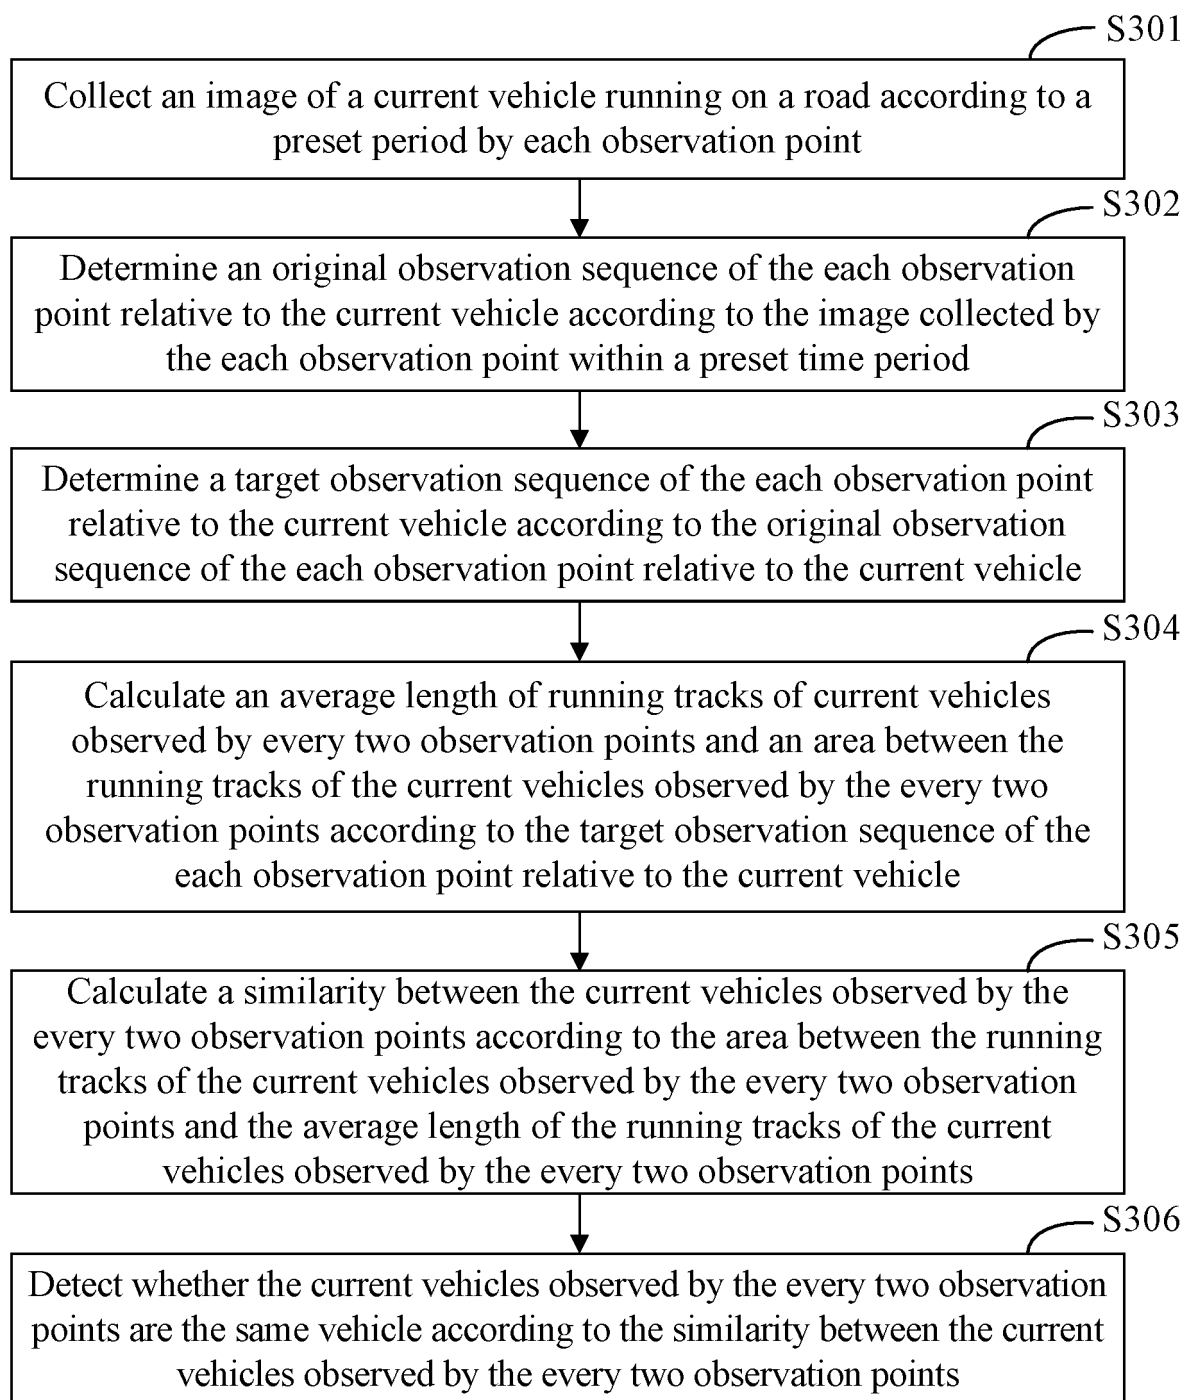 S301
Collect an image of a current vehicle running on a road according to a
preset period by each observation point
S302
Determine an original observation sequence of the each observation
point relative to the current vehicle according to the image collected by
the each observation point within a preset time period
S303
Determine a target observation sequence of the each observation point
relative to the current vehicle according to the original observation
sequence of the each observation point relative to the current vehicle
S304
Calculate an average length of running tracks of current vehicles
observed by every two observation points and an area between the
running tracks of the current vehicles observed by the every two
observation points according to the target observation sequence of the
each observation point relative to the current vehicle
S305
Calculate a similarity between the current vehicles observed by the
every two observation points according to the area between the running
tracks of the current vehicles observed by the every two observation
points and the average length of the running tracks of the current
vehicles observed by the every two observation points
S306
Detect whether the current vehicles observed by the every two observation
points are the same vehicle according to the similarity between the current
vehicles observed by the every two observation points